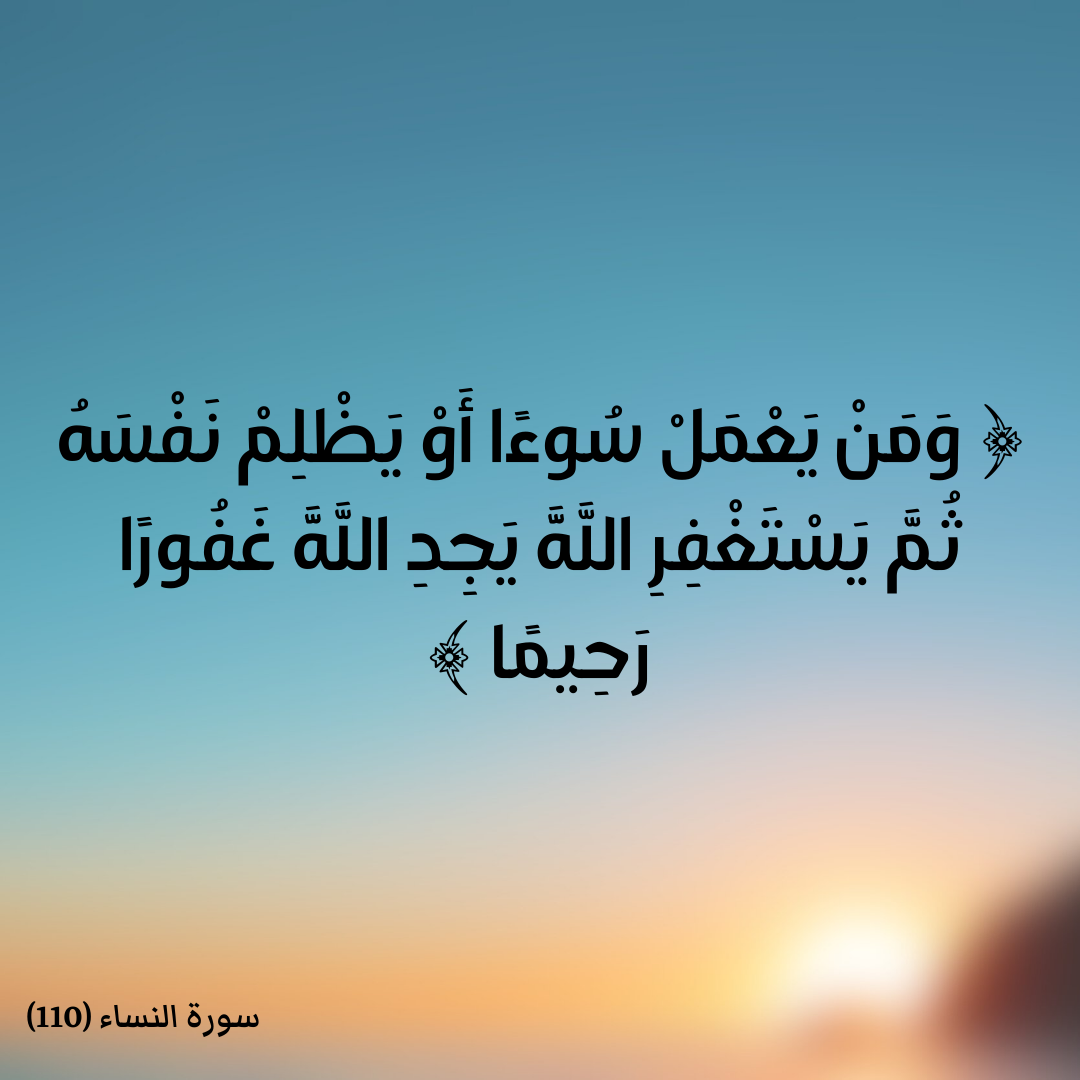 ﴿ وَمَنْ يَعْمَلْ سُوءًا أَوْ يَظْلِمْ نَفْسَهُ
ثُمَّ يَسْتَغْفِرِ اللَّهَ يَجِدِ اللَّهَ غَفُورًا
رَحِيمًا ﴾
سورة النساء (110)